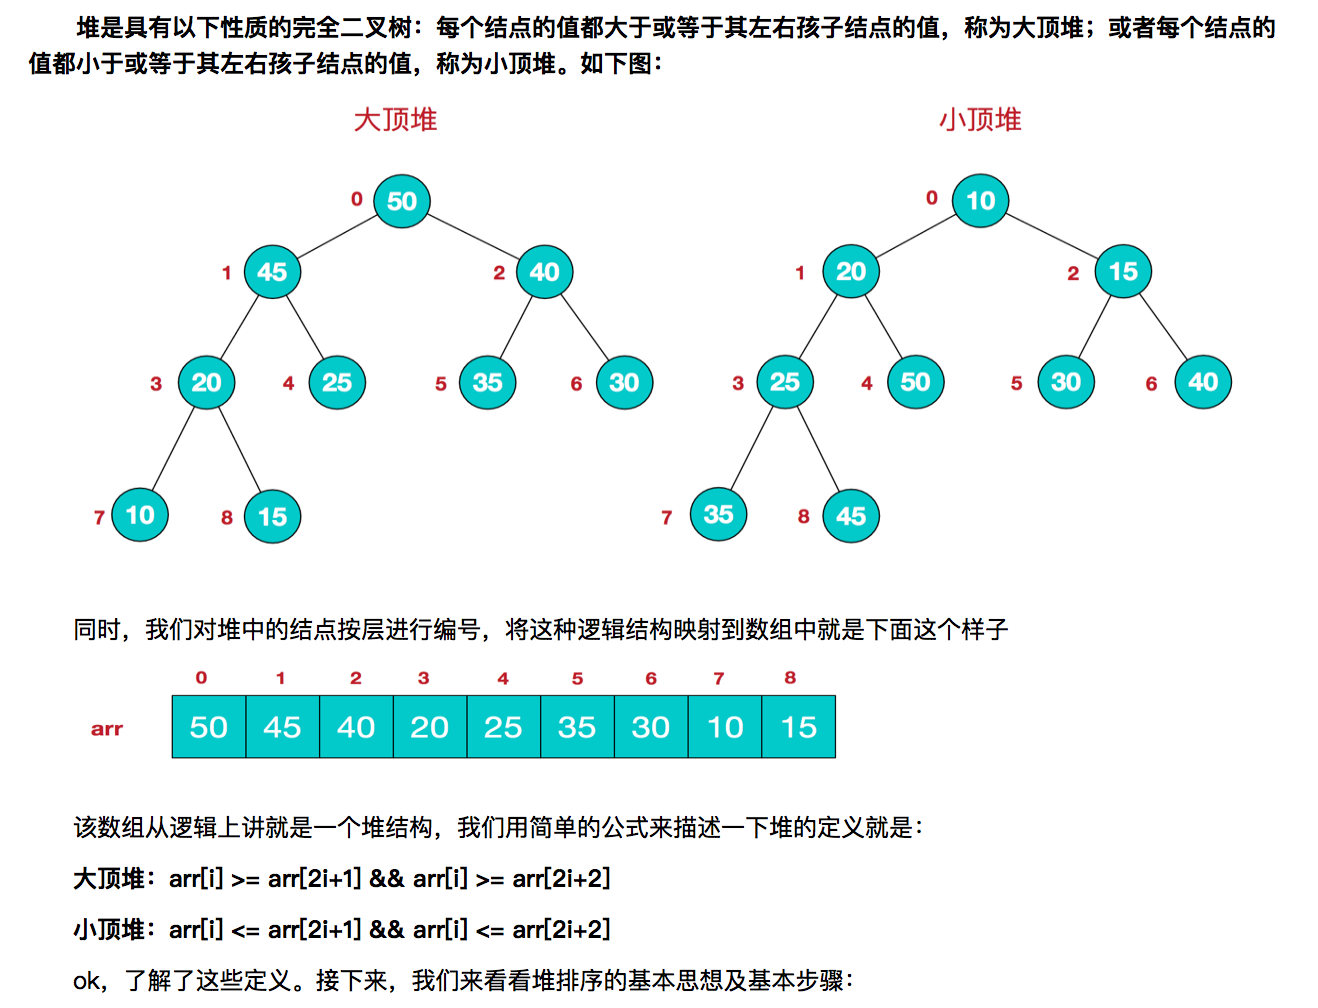 堆是具有以下性质的完全二叉树：每个结点的值都大于或等于其左右孩子结点的值，称为大顶堆；或者每个结点的
值都小于或等于其左右孩子结点的值，称为小顶堆。如下图：
大顶堆
0 50
1 45 2 40
3 20 4 25 5 35 6 30
7 10 8 15
小顶堆
0 10
1 20 2 15
3 25 4 50 5 30 6 40
7 35 8 45
同时，我们对堆中的结点按层进行编号，将这种逻辑结构映射到数组中就是下面这个样子
0 1 2 3 4 5 6 7 8
arr 50 45 40 20 25 35 30 10 15
该数组从逻辑上讲就是一个堆结构，我们用简单的公式来描述一下堆的定义就是：
大顶堆：arr[i] >= arr[2i+1] && arr[i] >= arr[2i+2]
小顶堆：arr[i] <= arr[2i+1] && arr[i] <= arr[2i+2]
ok，了解了这些定义。接下来，我们来看看堆排序的基本思想及基本步骤：